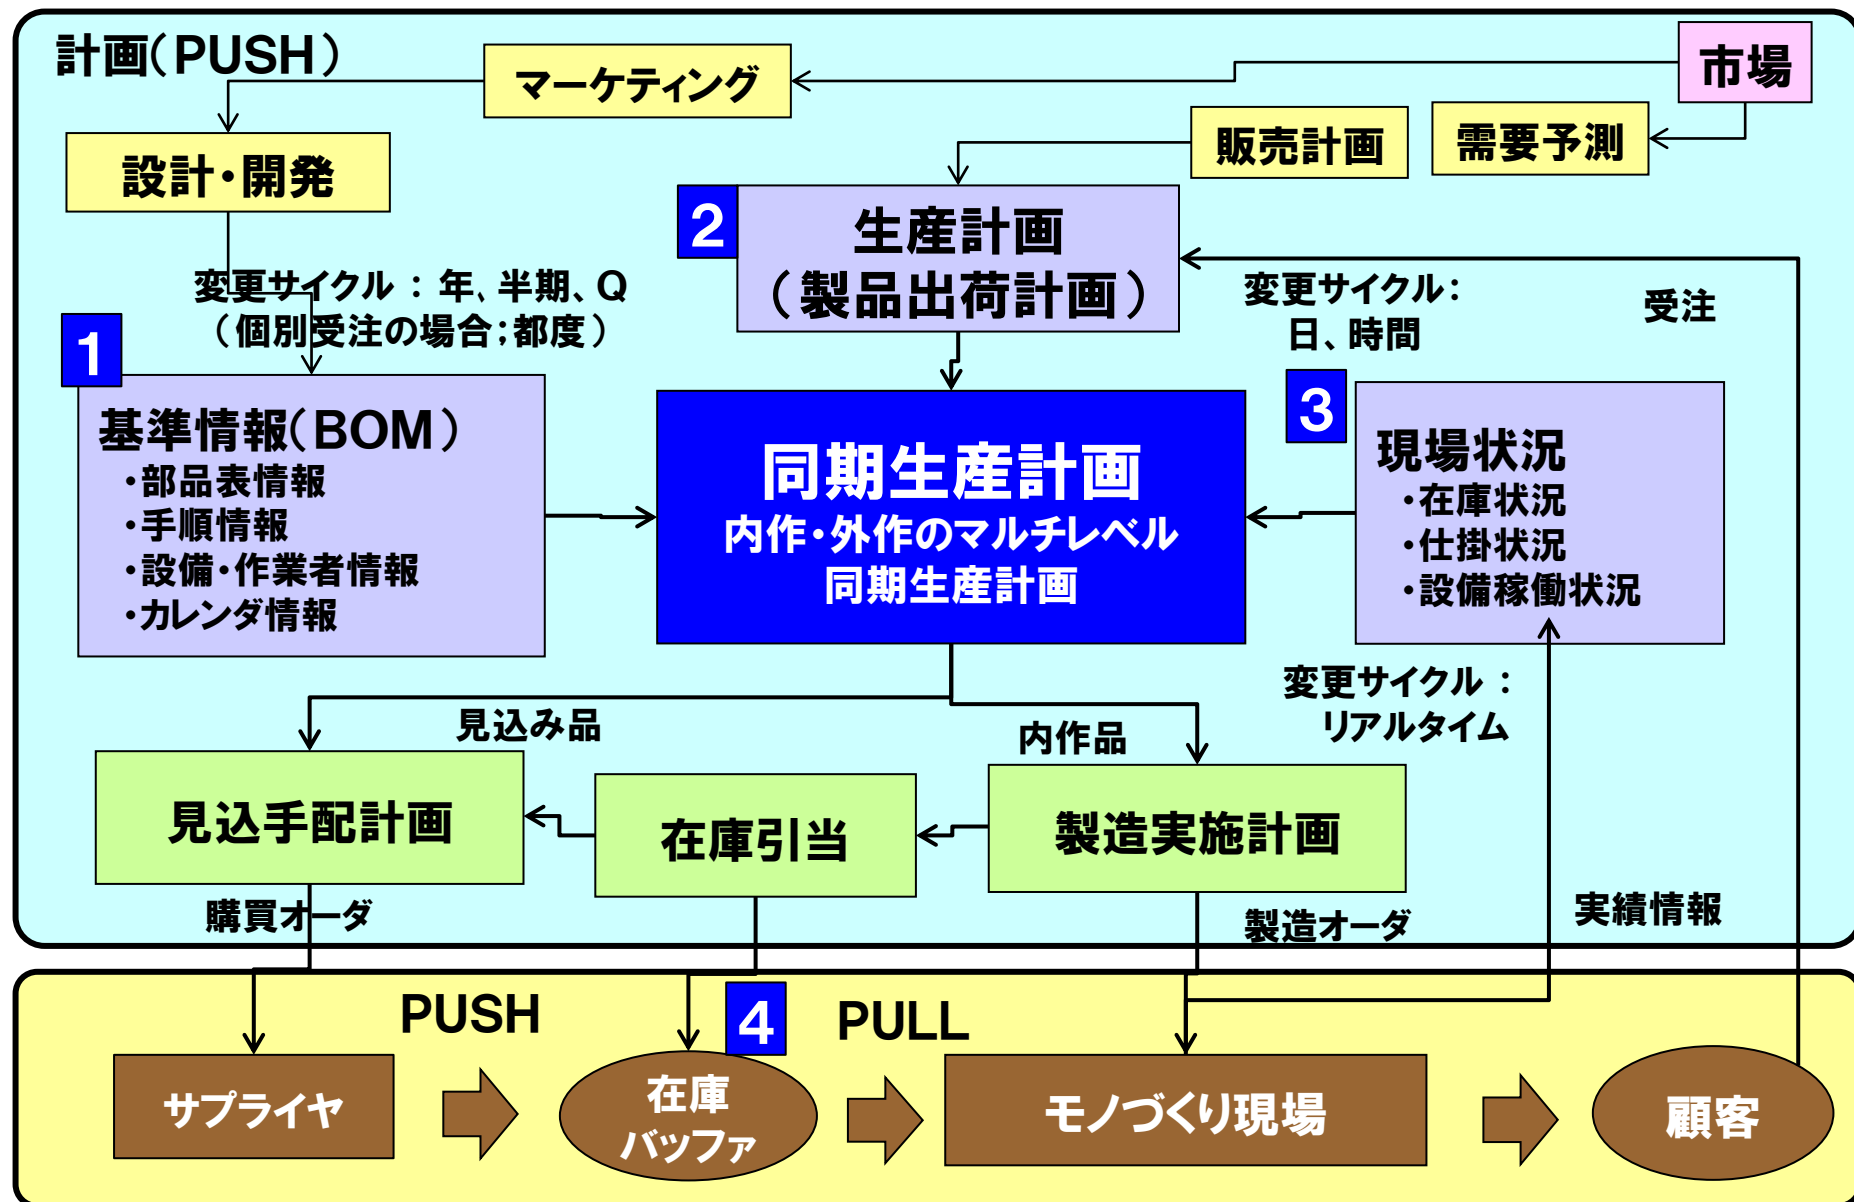 計画(PUSH)
マーケティング
市場
販売計画
需要予測
設計・開発
2
生産計画
(製品出荷計画)
変更サイクル:年、半期、Q
(個別受注の場合;都度)
変更サイクル:
日、時間
受注
1
基準情報(BOM)
・部品表情報
・手順情報
・設備・作業者情報
・カレンダ情報
同期生産計画
内作・外作のマルチレベル
同期生産計画
3
現場状況
・在庫状況
・仕掛状況
・設備稼働状況
変更サイクル:
リアルタイム
見込み品
内作品
見込手配計画
在庫引当
製造実施計画
購買オーダ
製造オーダ
実績情報
PUSH
4
PULL
サプライヤ
在庫
バッファ
モノづくり現場
顧客